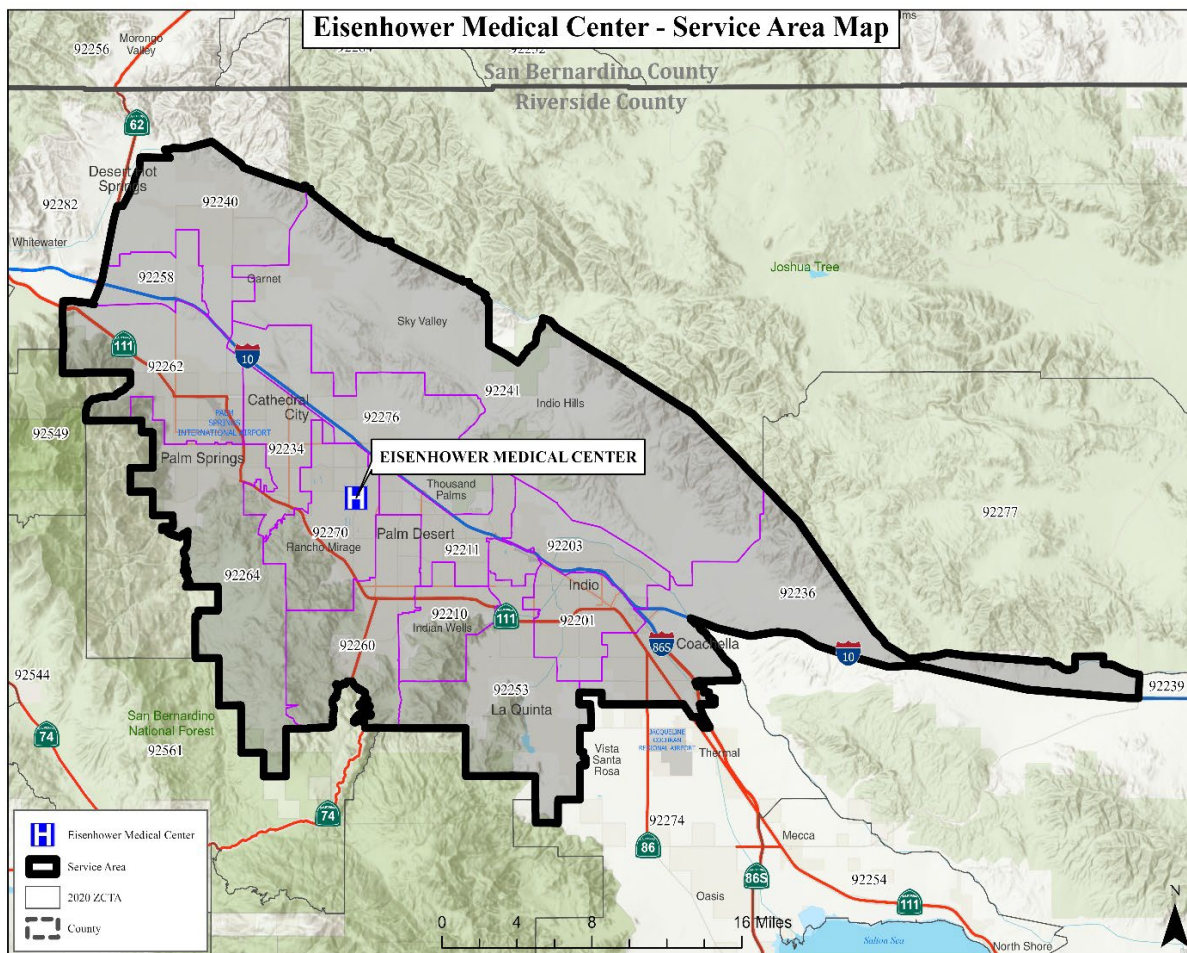 Eisenhower Medical Center - Service Area Map
92256
Morongo
Valley
San Bernardino County
Riverside County
62
Desert Hot
Springs
92282
92240
Whitewater
92258
Garnet
Joshua Tree
Sky Valley
111
10
92262
92241
Cathedral
City
Indio Hills
92276
PALM
SPRINGS
INTERNATIONAL AIRPORT
92549
92234
Palm Springs
EISENHOWER MEDICAL CENTER
Thousand
Palms
92277
92270
Palm Desert
Rancho Mirage
92211
92203
92264
Indio
92236
92210
Indian Wells
111
92201
86S
Coachella
10
92260
92544
92253
92239
La Quinta
San Bernardino
National Forest
92561
74
Vista
Santa
Rosa
JACQUELINE
COCHRAN
REGIONAL AIRPORT
Thermal
74
92274
86
Mecca
86S
92254
111
Oasis
Salton Sea
North Shore
Eisenhower Medical Center
Service Area
2020 ZCTA
County
0 4 8 16 Miles
N